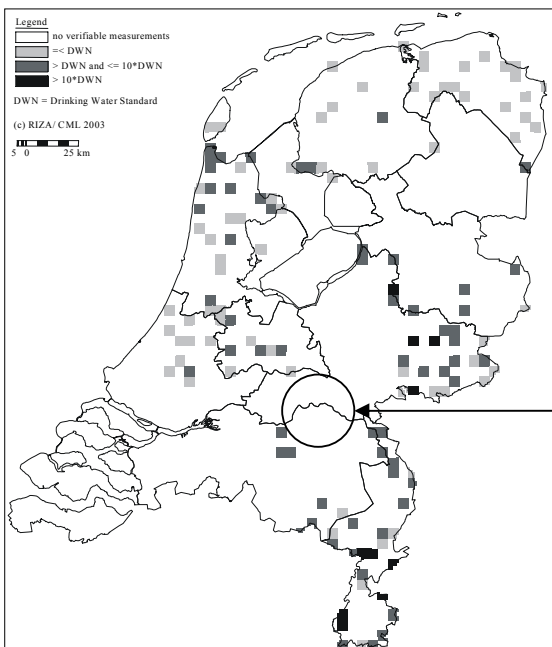 Legend
no verifiable measurements
=< DWN
> DWN and <= 10*DWN
> 10*DWN
DWN = Drinking Water Standard
(c) RIZA/ CML 2003
5 0 25 km